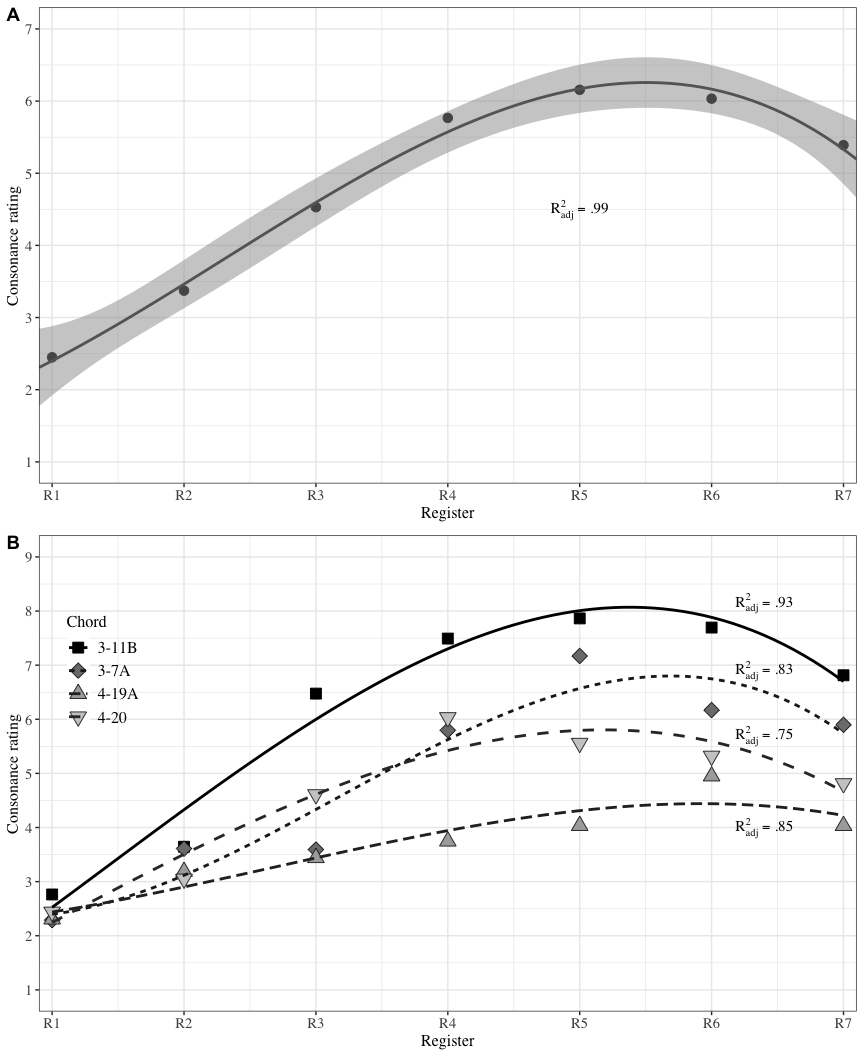 A
Consonance rating
7
6
5
4
3
2
1
R²adj = .99
R1 R2 R3 R4 R5 R6 R7
Register
B
Consonance rating
9
8
7
6
5
4
3
2
1
Chord
3-11B
3-7A
4-19A
4-20
R²adj = .93
R²adj = .83
R²adj = .75
R²adj = .85
R1 R2 R3 R4 R5 R6 R7
Register